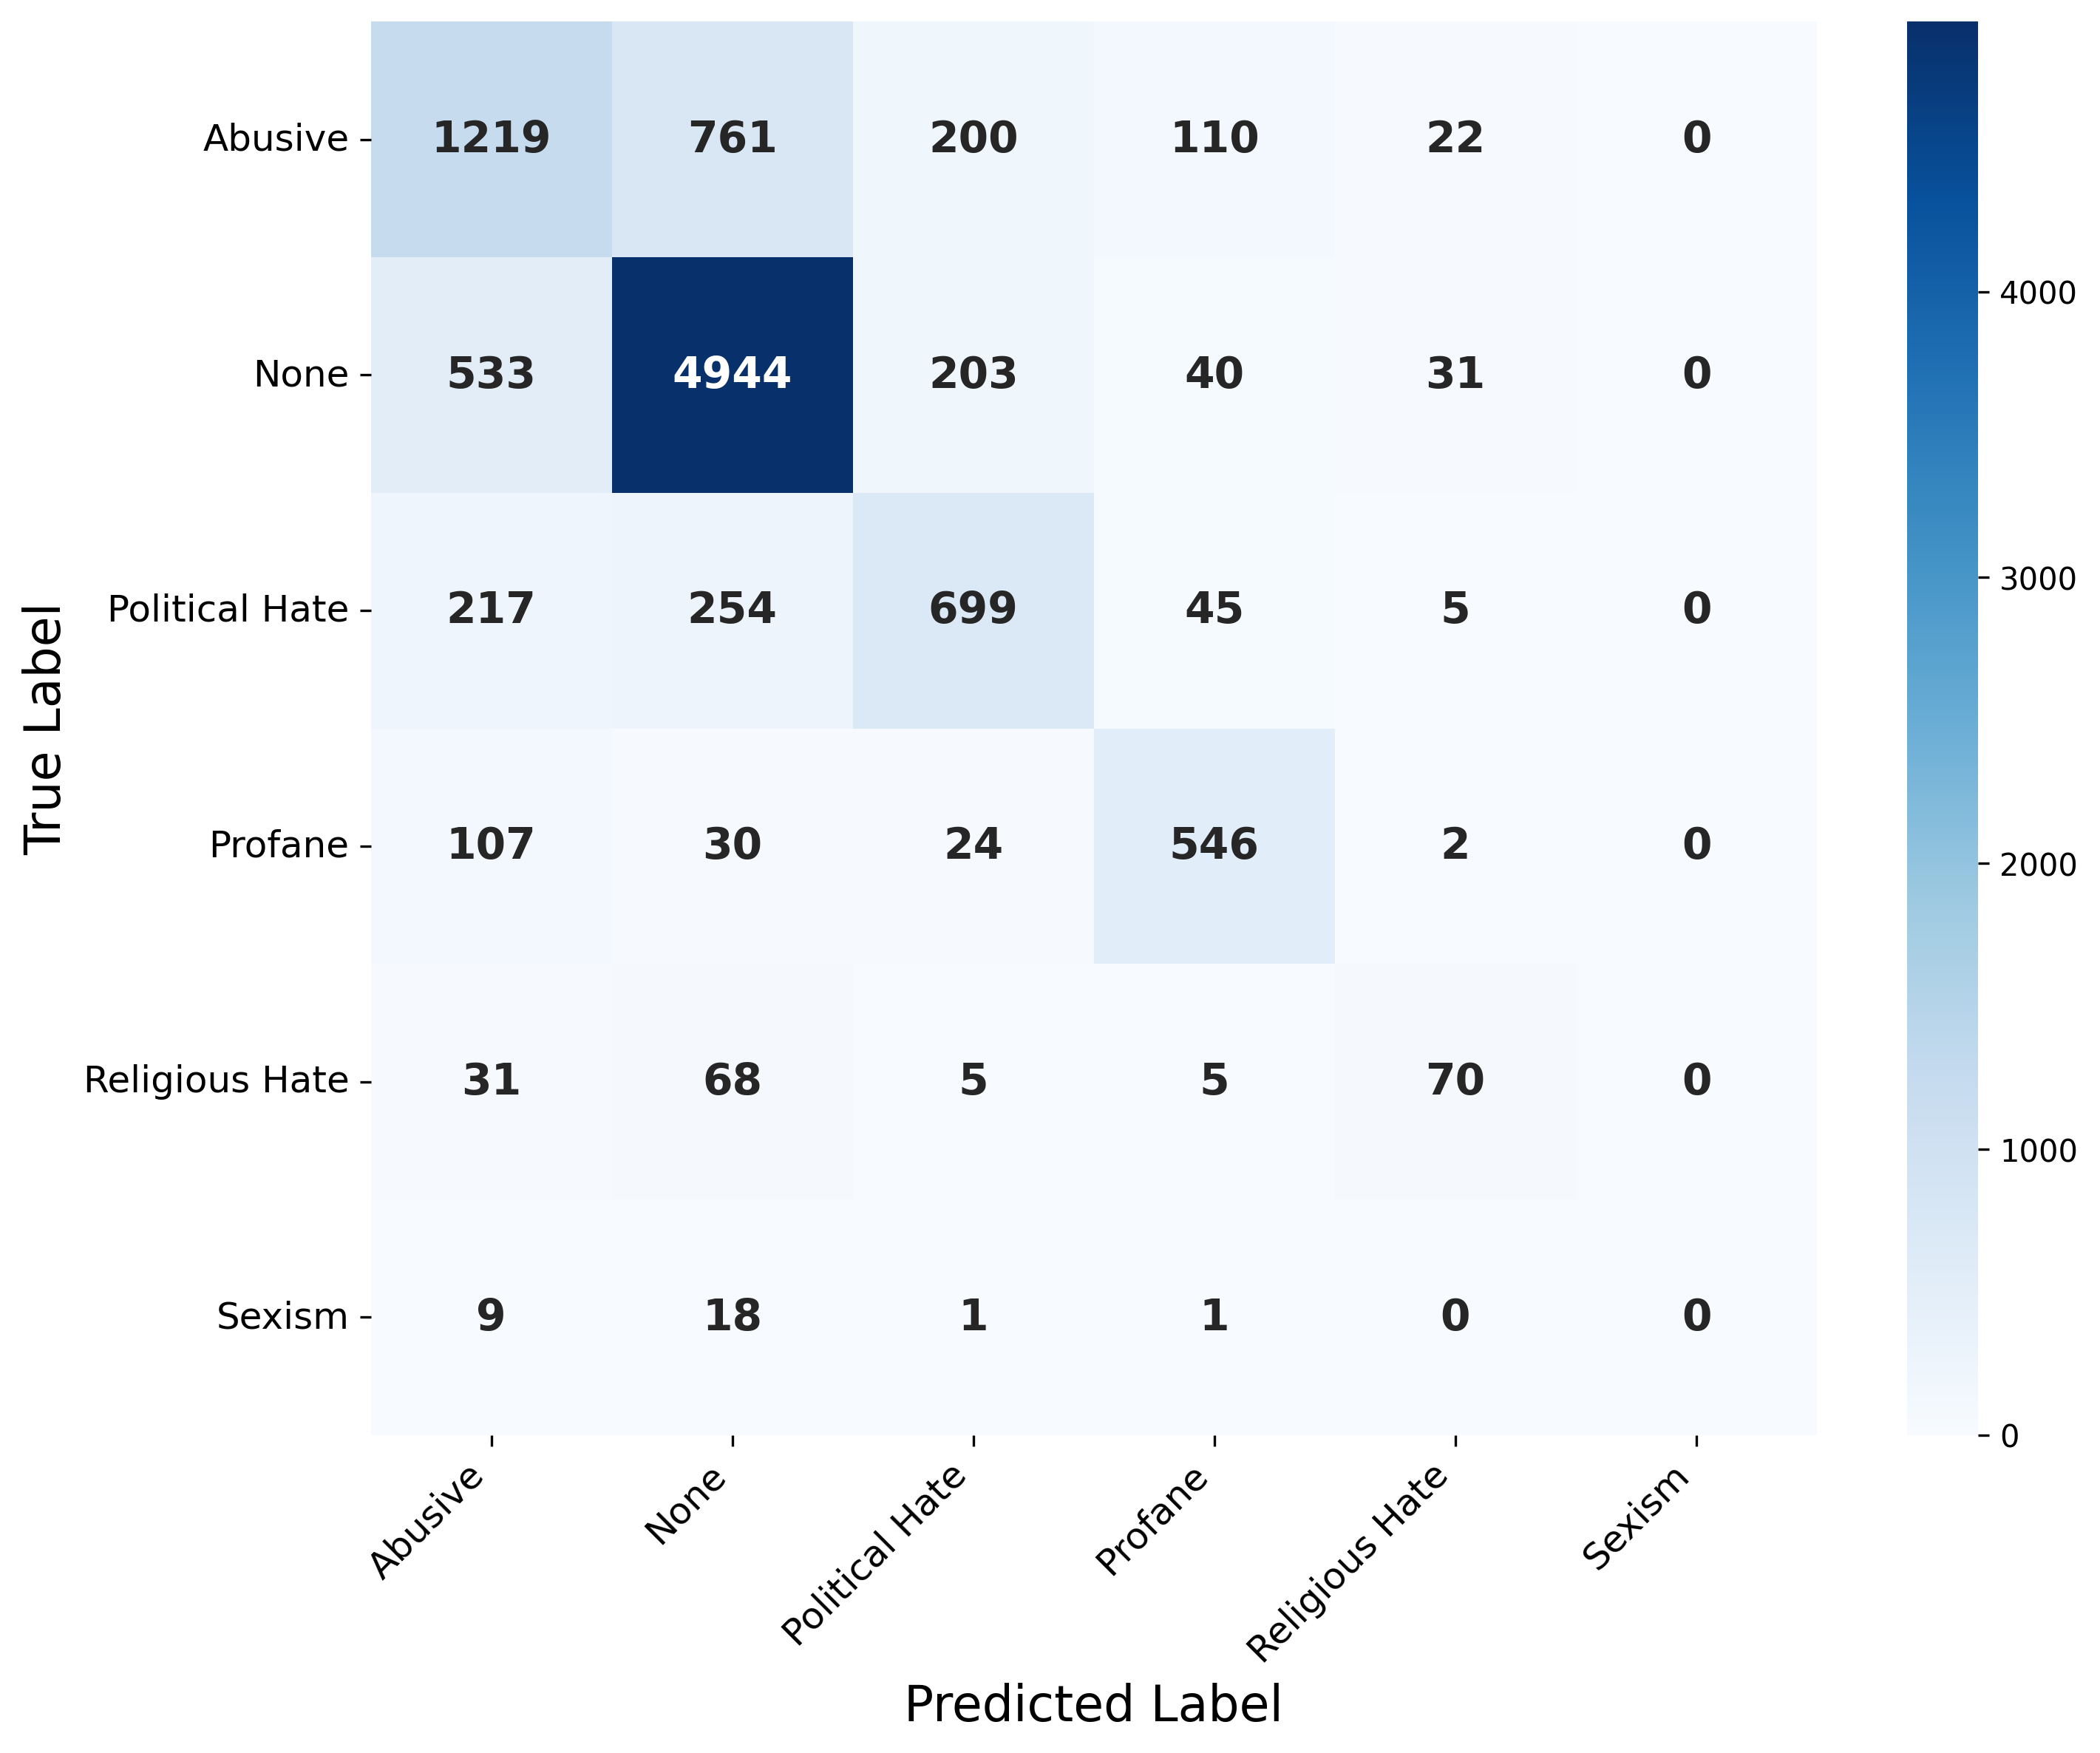 True Label
Abusive 1219 761 200 110 22 0
None 533 4944 203 40 31 0
Political Hate 217 254 699 45 5 0
Profane 107 30 24 546 2 0
Religious Hate 31 68 5 5 70 0
Sexism 9 18 1 1 0 0
Abusive None Political Hate Profane Religious Hate Sexism
Predicted Label
4000
3000
2000
1000
0